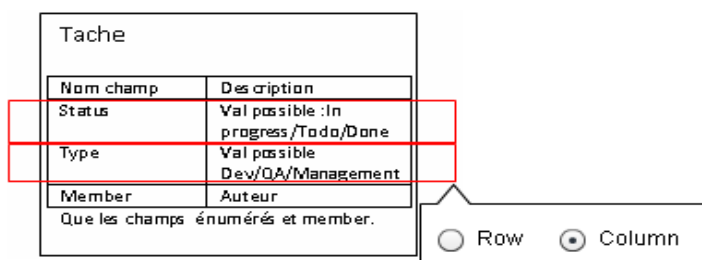 Tache
Nom champ Description
Status Val possible :In
progress/Todo/Done
Type Val possible
Dev/QA/Management
Member Auteur
Que les champs énumérés et member.
Row Column